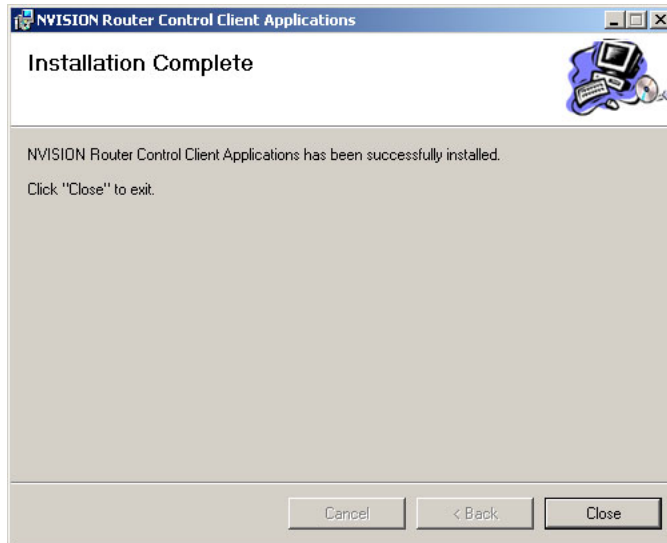 NVISION Router Control Client Applications
Installation Complete
NVISION Router Control Client Applications has been successfully installed.
Click "Close" to exit.
Cancel
< Back
Close